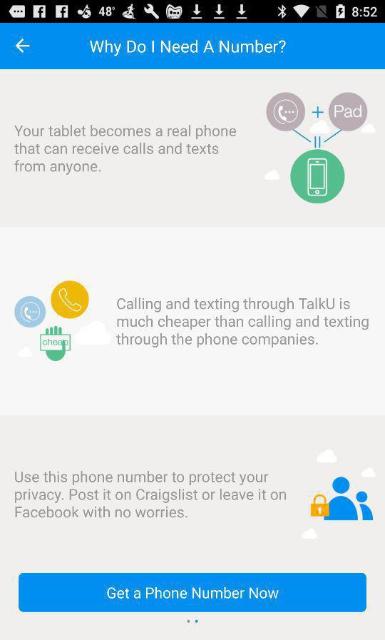 48° 8:52
Why Do I Need A Number?
Your tablet becomes a real phone
that can receive calls and texts
from anyone.
+ Pad
Calling and texting through TalkU is
much cheaper than calling and texting
through the phone companies.
cheap
Use this phone number to protect your
privacy. Post it on Craigslist or leave it on
Facebook with no worries.
Get a Phone Number Now